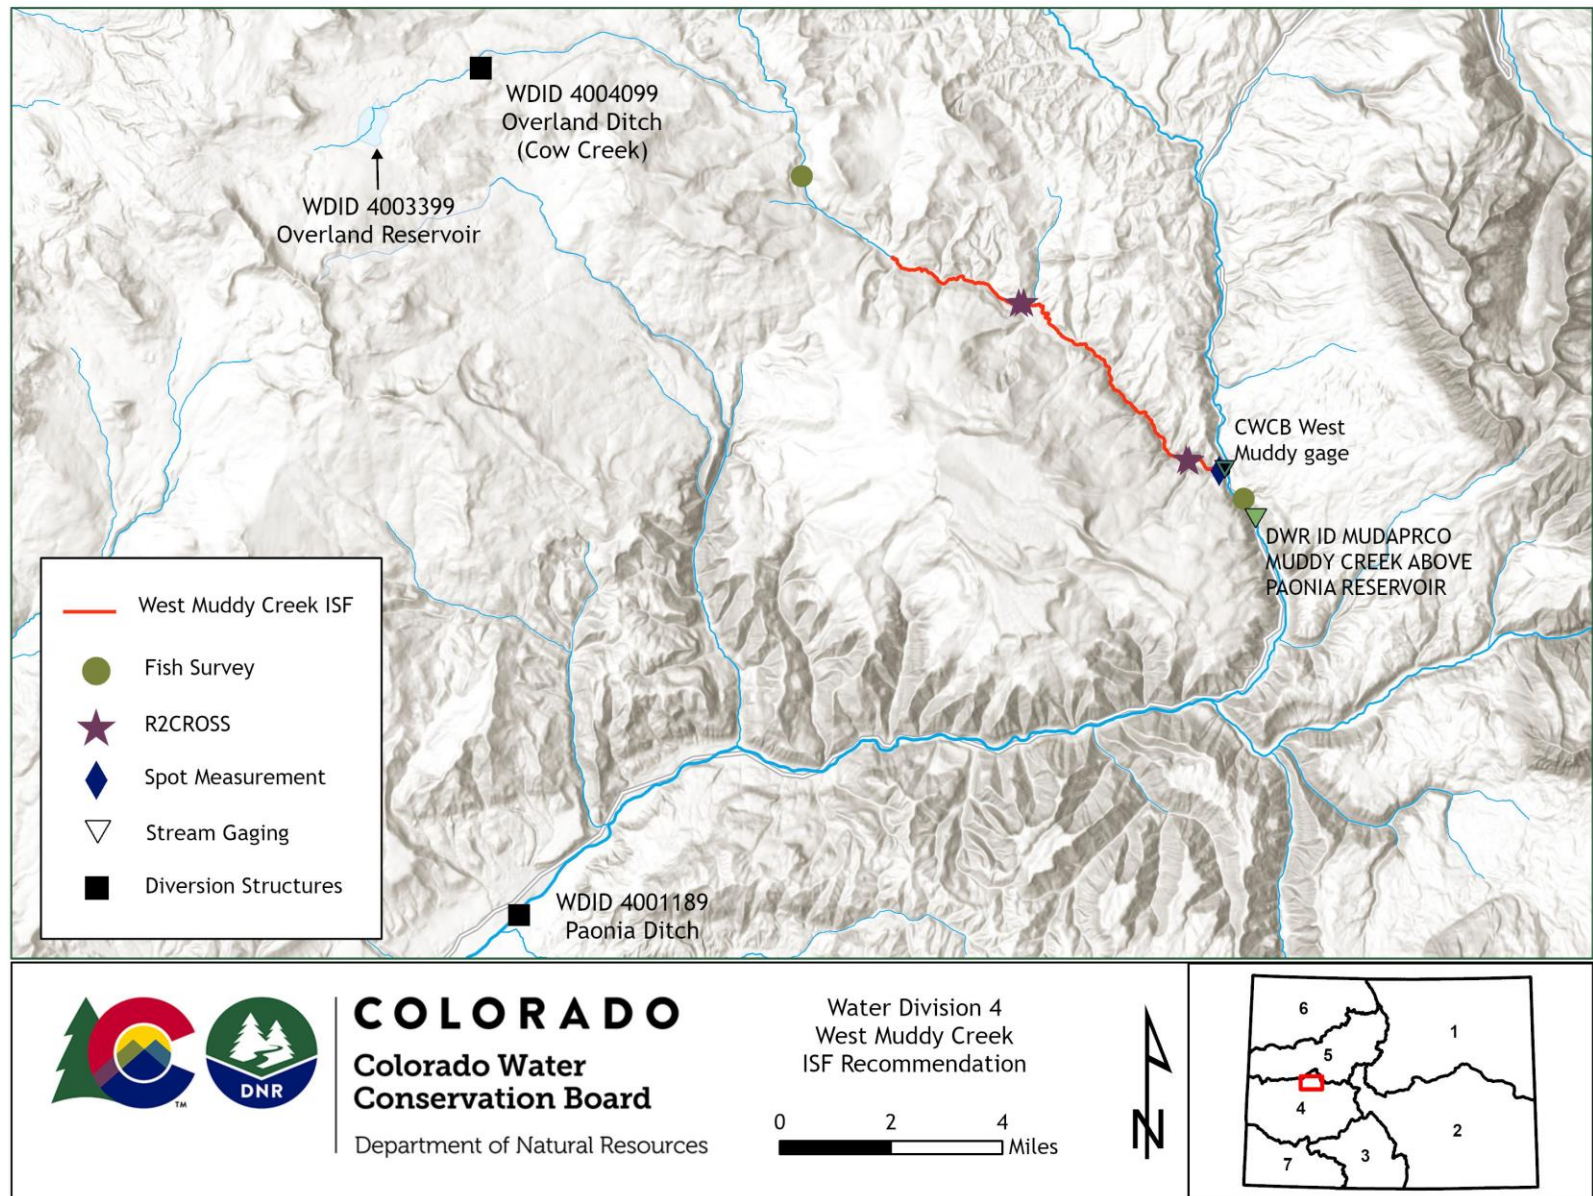 WDID 4004099
Overland Ditch
(Cow Creek)
WDID 4003399
Overland Reservoir
CWCB West
Muddy gage
DWR ID MUDAPRCO
MUDDY CREEK ABOVE
PAONIA RESERVOIR
West Muddy Creek ISF
Fish Survey
R2CROSS
Spot Measurement
Stream Gaging
Diversion Structures
WDID 4001189
Paonia Ditch
DNR
TM
COLORADO
Colorado Water
Conservation Board
Department of Natural Resources
Water Division 4
West Muddy Creek
ISF Recommendation
0 2 4
Miles
N
6
1
5
4
2
3
7